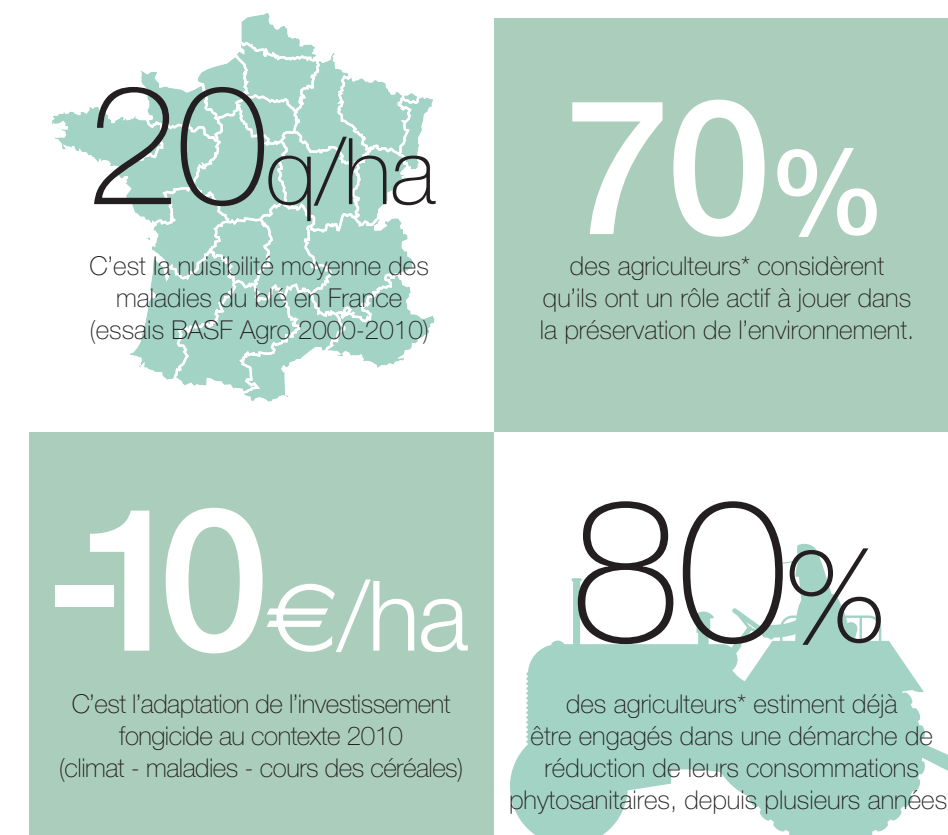 20q/ha
C'est la nuisibilité moyenne des
maladies du blé en France
(essais BASF Agro 2000-2010)
70%
des agriculteurs* considèrent
qu'ils ont un rôle actif à jouer dans
la préservation de l'environnement.
-10€/ha
C'est l'adaptation de l'investissement
fongicide au contexte 2010
(climat - maladies - cours des céréales)
80%
des agriculteurs* estiment déjà
être engagés dans une démarche de
réduction de leurs consommations
phytosanitaires, depuis plusieurs années